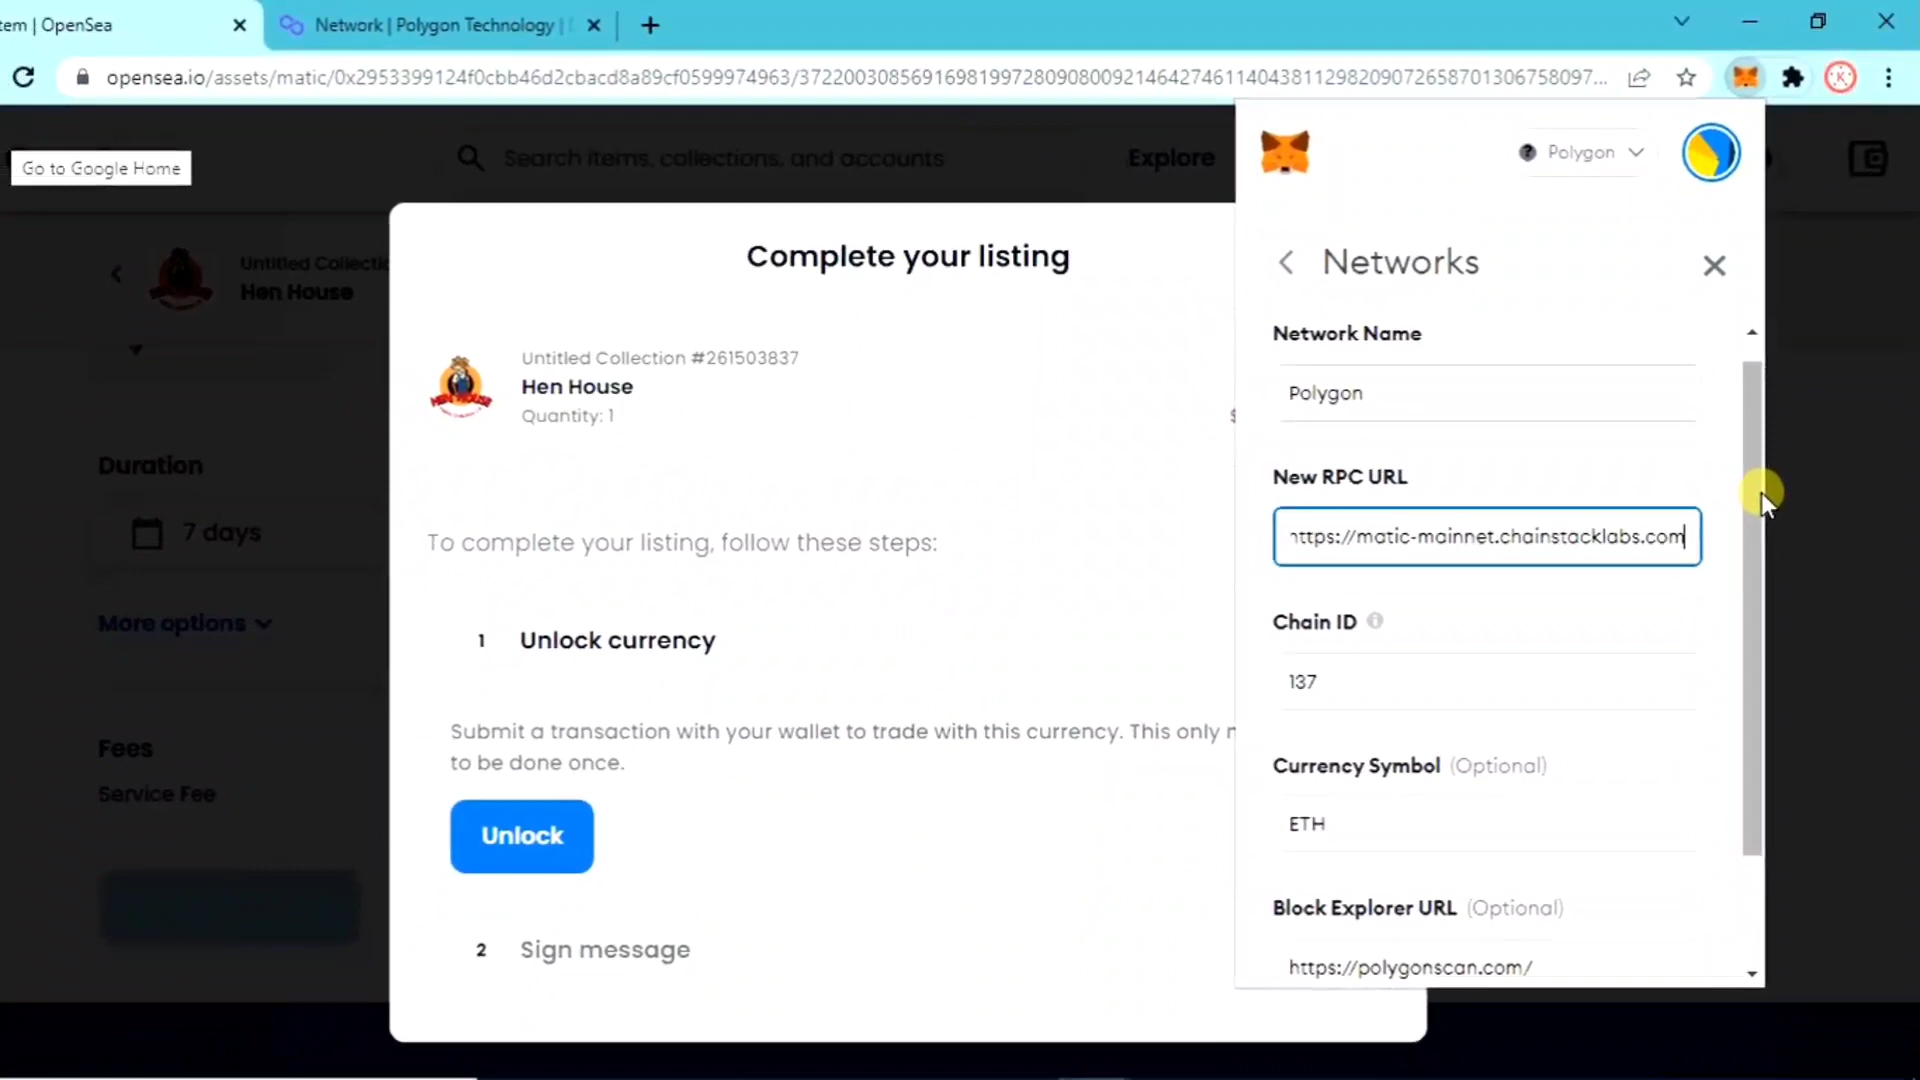 tem | OpenSea
Network | Polygon Technology |
opensea.io/assets/matic/0x2953399124f0cbb46d2cbacd8a89cf0599974963/37220030856916981997280908009214642746114043811298209072658701306758097...
Go to Google Home
Search items, collections, and accounts
Explore
Untitled Collectio
Hen House
Duration
7 days
More options
Fees
Service Fee
Complete your listing
Untitled Collection #261503837
Hen House
Quantity: 1
$
To complete your listing, follow these steps:
1 Unlock currency
Submit a transaction with your wallet to trade with this currency. This only n
to be done once.
Unlock
2 Sign message
Polygon
Networks
Network Name
Polygon
New RPC URL
https://matic-mainnet.chainstacklabs.com
Chain ID
137
Currency Symbol (Optional)
ETH
Block Explorer URL (Optional)
https://polygonscan.com/